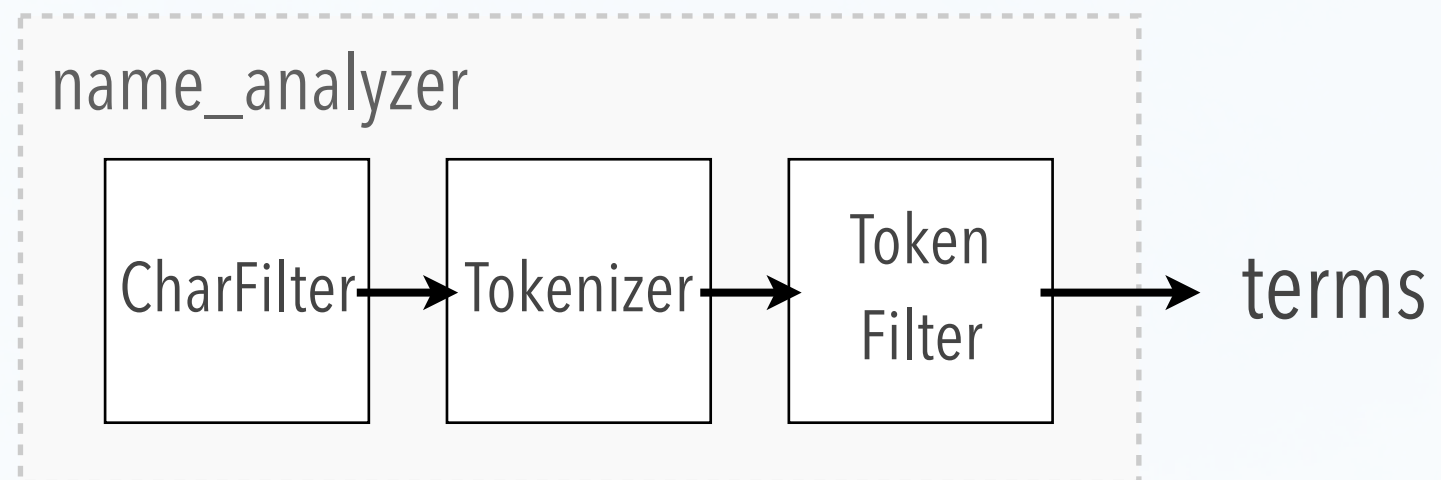 name_analyzer
CharFilter
Tokenizer
Token
Filter
terms